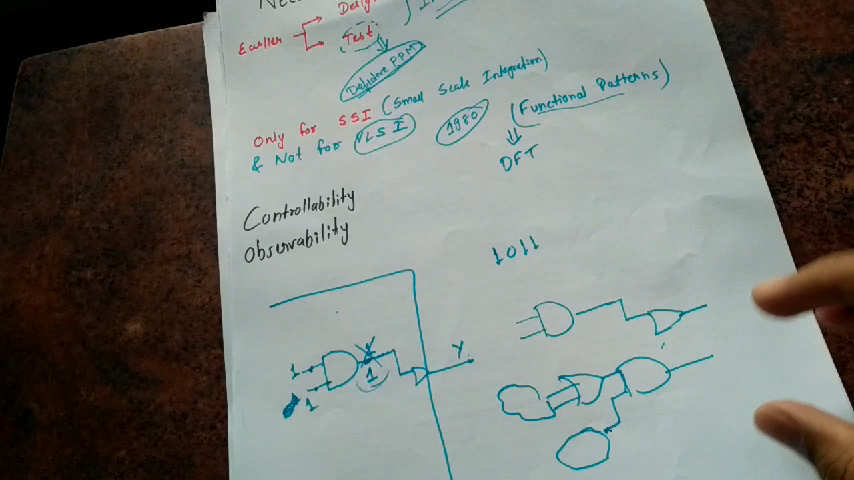 Earlier
Test
Defective PPM
Only for SSI (Small Scale Integration)
& Not for VLSI 1980 (Functional Patterns)
DFT
Controllability
Observability
1011
1
1
1
Y